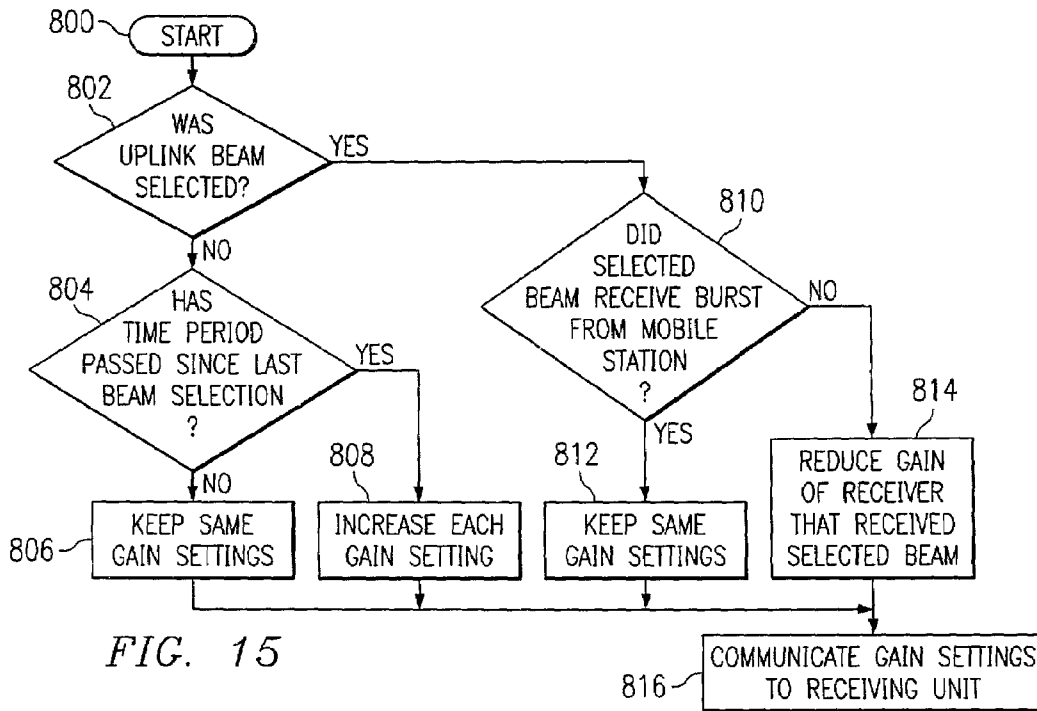 800
START
802
WAS
UPLINK BEAM
SELECTED?
YES
NO
810
DID
SELECTED
BEAM RECEIVE BURST
FROM MOBILE
STATION
?
NO
YES
804
HAS
TIME PERIOD
PASSED SINCE LAST
BEAM SELECTION
?
YES
NO
806
KEEP SAME
GAIN SETTINGS
808
INCREASE EACH
GAIN SETTING
812
KEEP SAME
GAIN SETTINGS
814
REDUCE GAIN
OF RECEIVER
THAT RECEIVED
SELECTED BEAM
816
COMMUNICATE GAIN SETTINGS
TO RECEIVING UNIT
FIG. 15